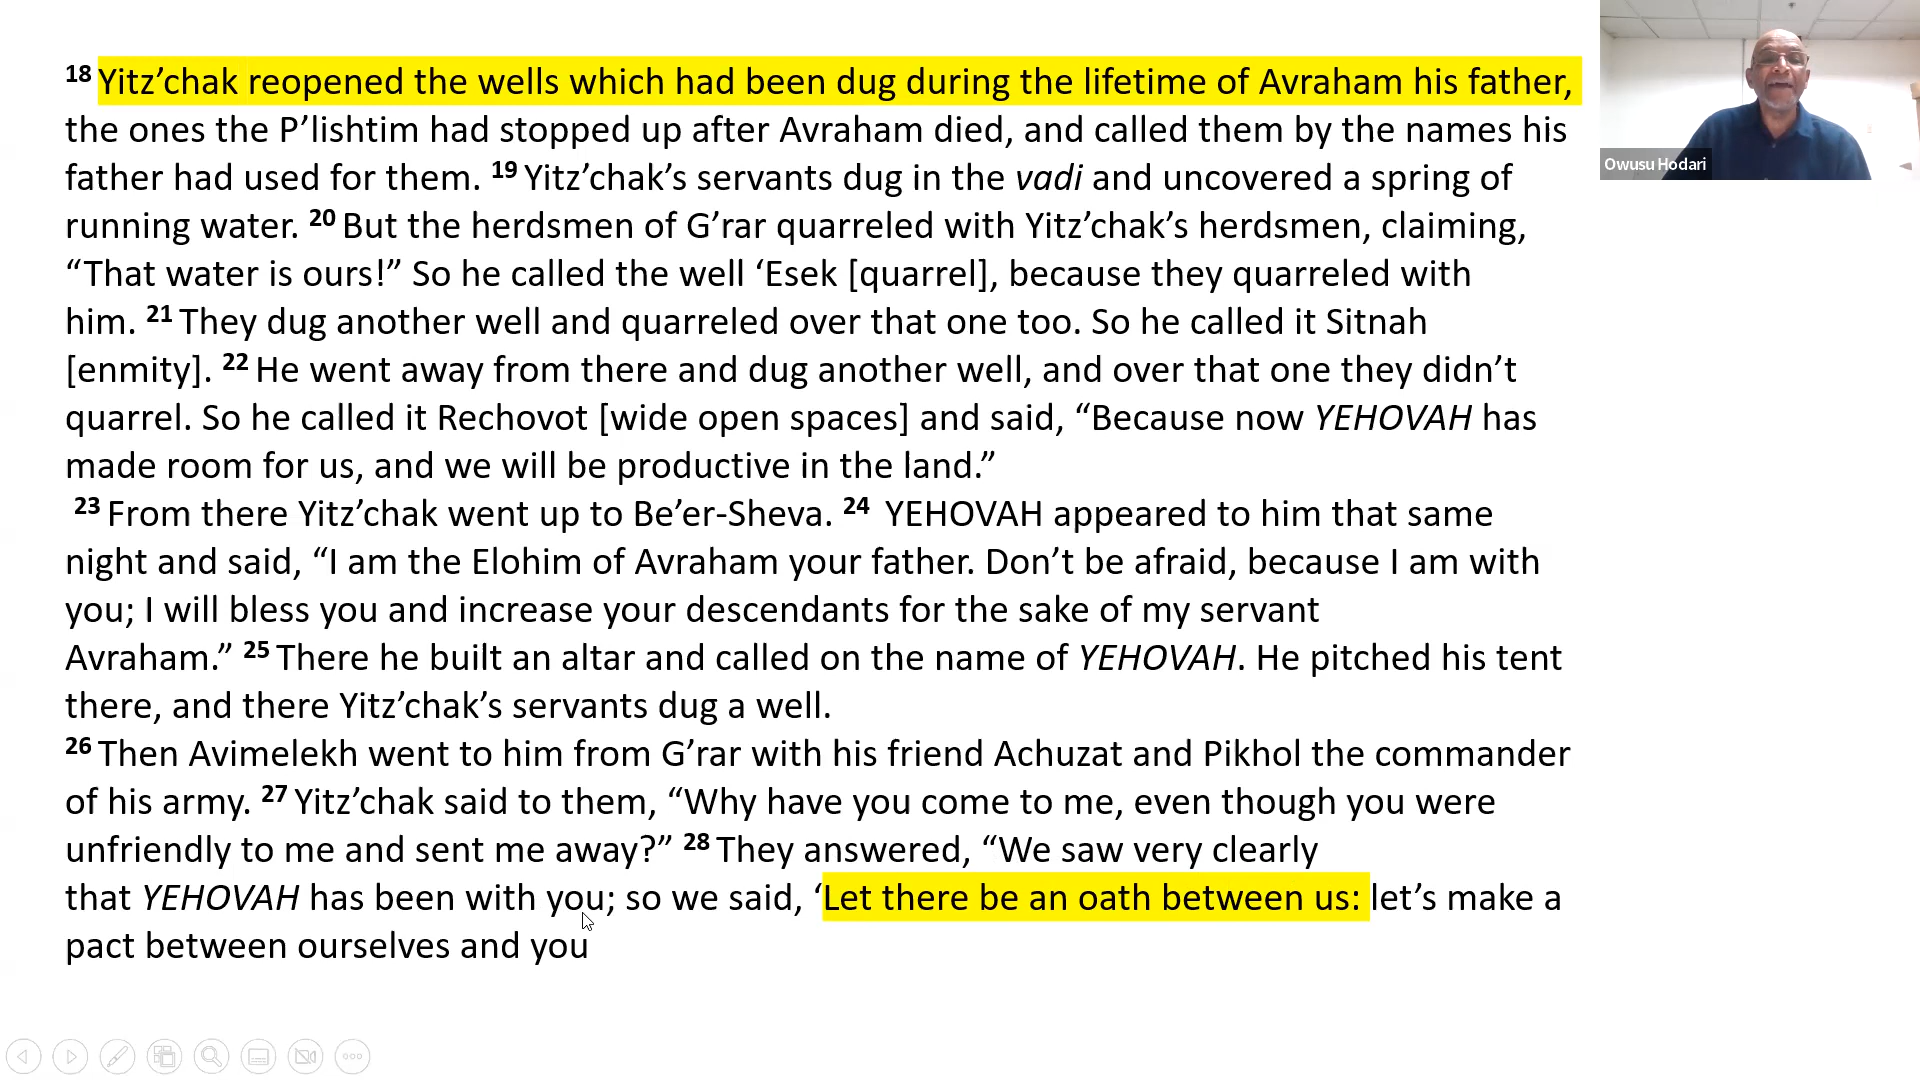 18 Yitz’chak reopened the wells which had been dug during the lifetime of Avraham his father,
the ones the P’lishtim had stopped up after Avraham died, and called them by the names his
father had used for them. 19 Yitz’chak’s servants dug in the vadi and uncovered a spring of
running water. 20 But the herdsmen of G’rar quarreled with Yitz’chak’s herdsmen, claiming,
“That water is ours!” So he called the well ‘Esek [quarrel], because they quarreled with
him. 21 They dug another well and quarreled over that one too. So he called it Sitnah
[enmity]. 22 He went away from there and dug another well, and over that one they didn’t
quarrel. So he called it Rechovot [wide open spaces] and said, “Because now YEHOVAH has
made room for us, and we will be productive in the land.”
23 From there Yitz’chak went up to Be’er-Sheva. 24 YEHOVAH appeared to him that same
night and said, “I am the Elohim of Avraham your father. Don’t be afraid, because I am with
you; I will bless you and increase your descendants for the sake of my servant
Avraham.” 25 There he built an altar and called on the name of YEHOVAH. He pitched his tent
there, and there Yitz’chak’s servants dug a well.
26 Then Avimelekh went to him from G’rar with his friend Achuzat and Pikhol the commander
of his army. 27 Yitz’chak said to them, “Why have you come to me, even though you were
unfriendly to me and sent me away?” 28 They answered, “We saw very clearly
that YEHOVAH has been with you; so we said, ‘Let there be an oath between us: let’s make a
pact between ourselves and you
Owusu Hodari